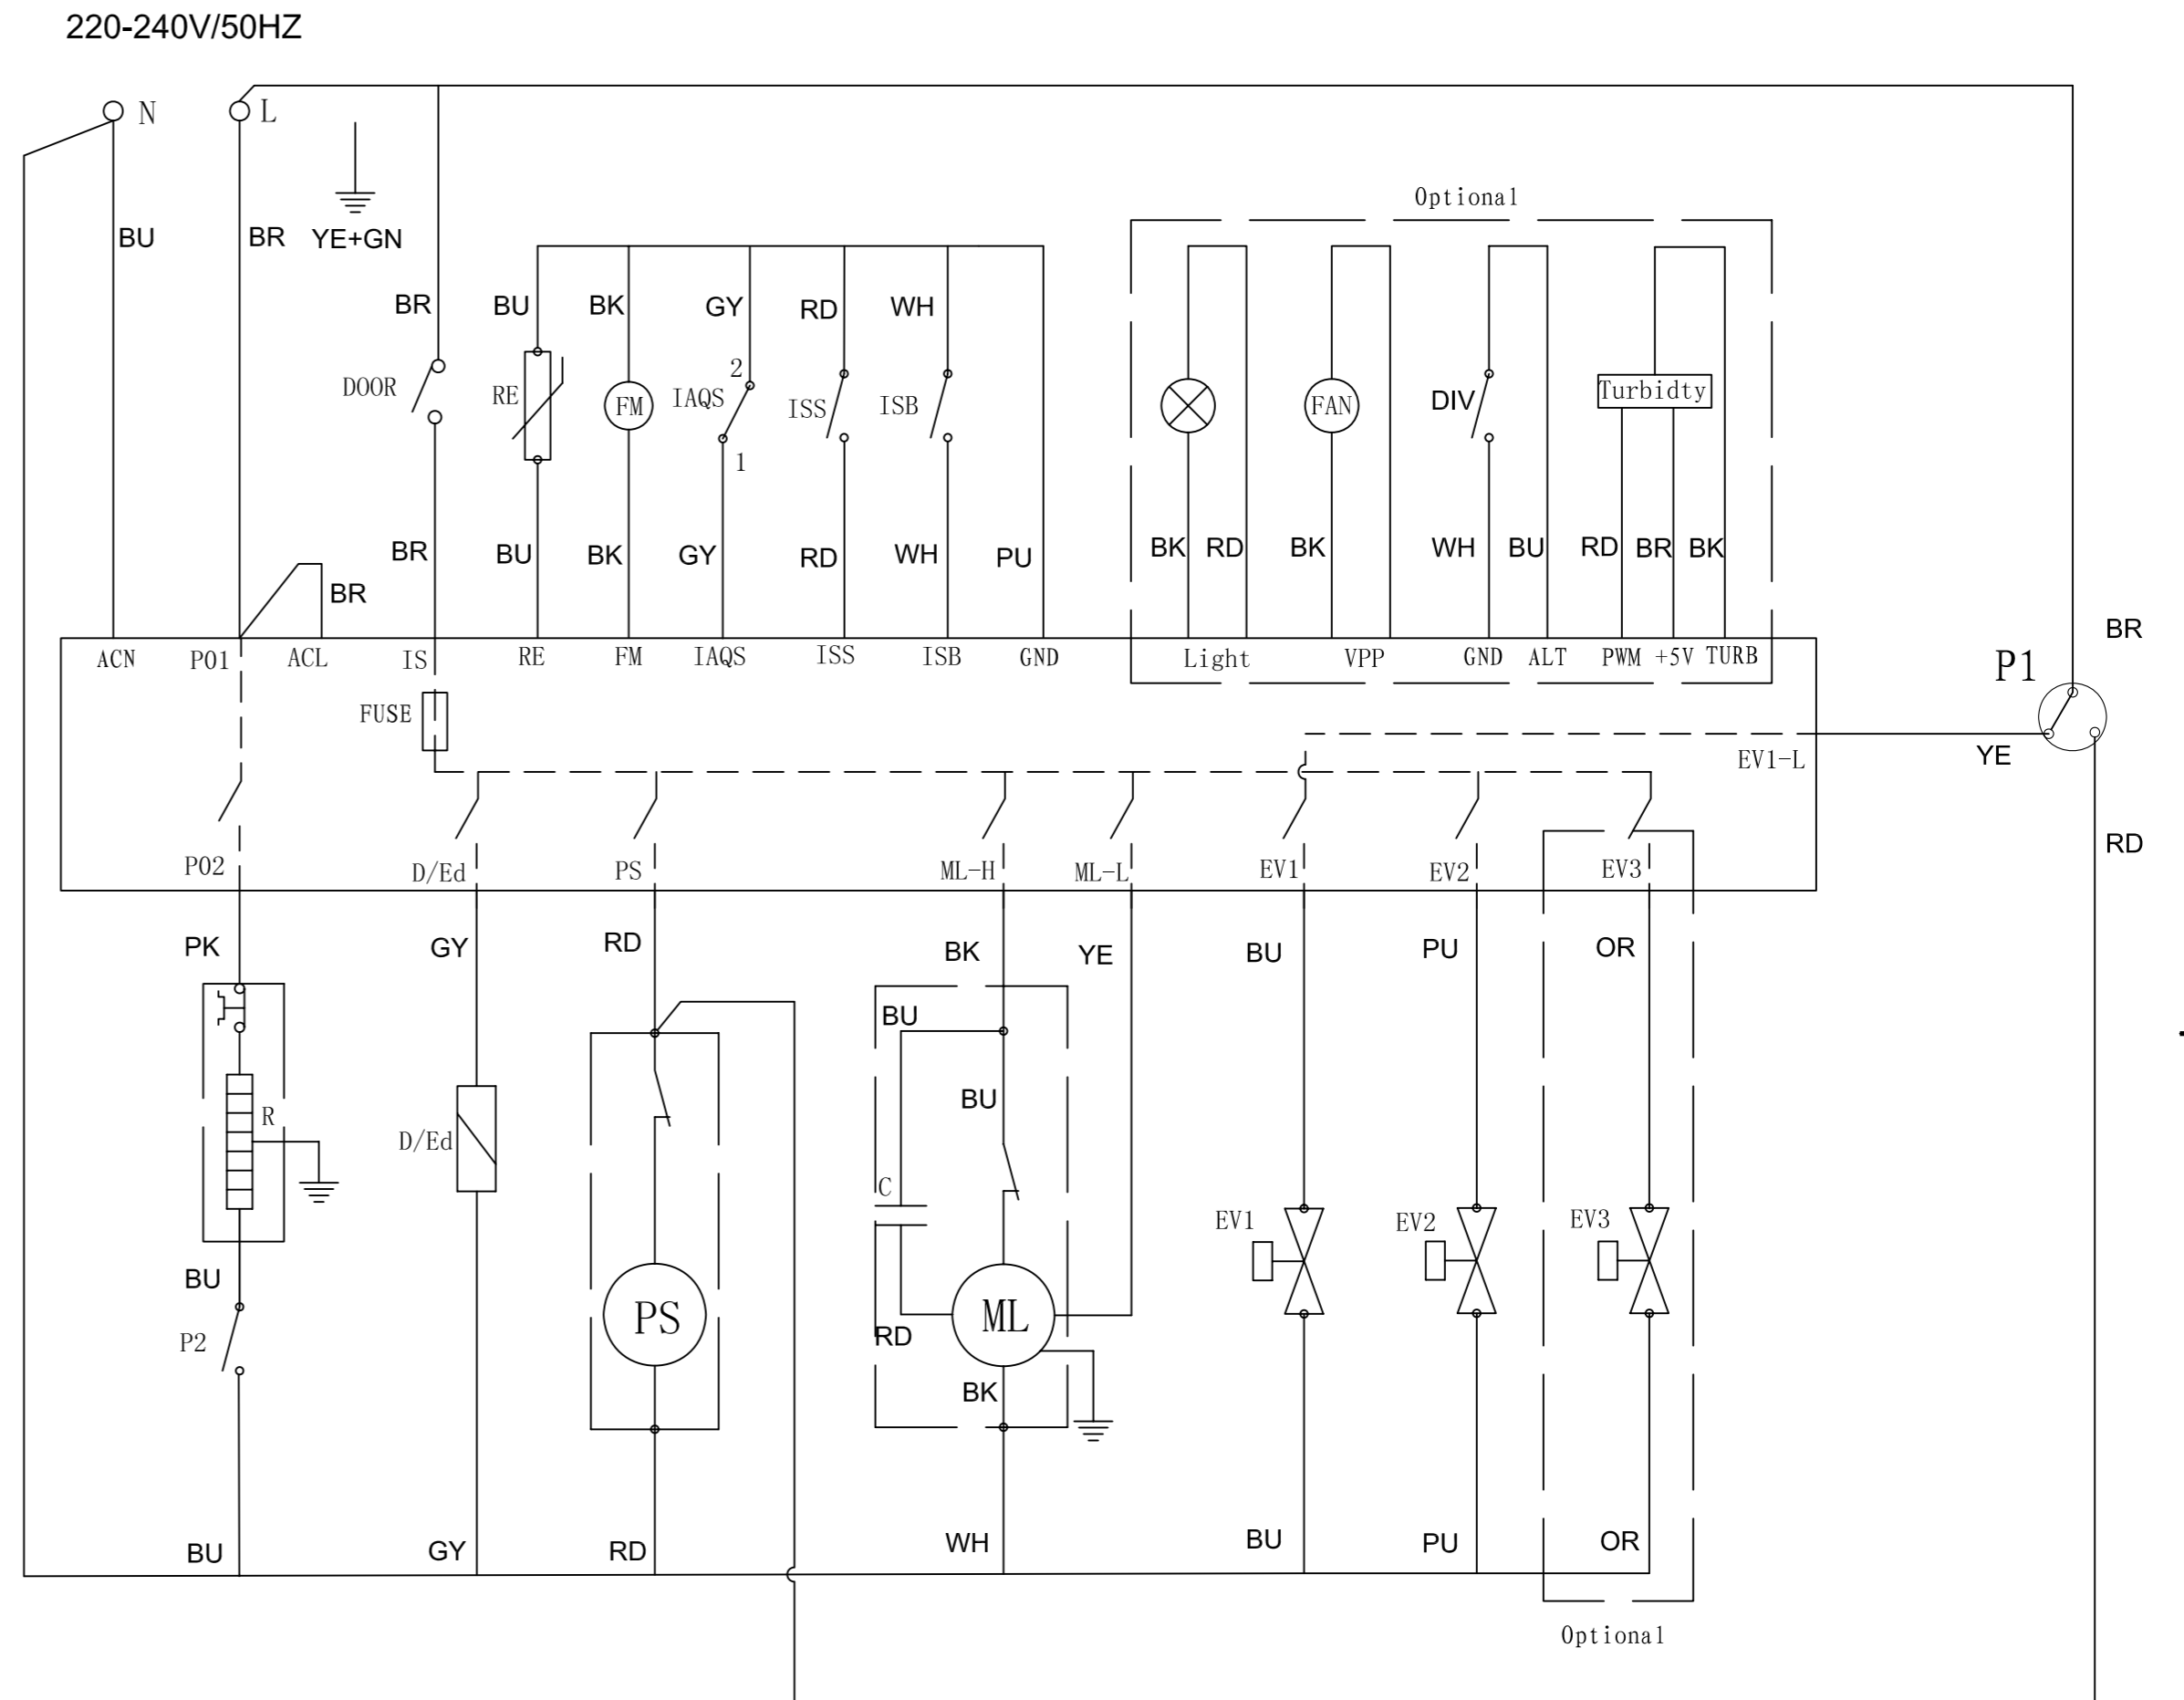 220-240V/50HZ
N
L
Optional
BU
BR
YE+GN
BR
BU
BK
GY
RD
WH
2
DOOR
RE
FM
IAQS
ISS
ISB
FAN
DIV
Turbidty
1
BR
BU
BK
GY
RD
WH
PU
BK
RD
BK
WH
BU
RD
BR
BK
BR
BR
ACN
P01
ACL
IS
RE
FM
IAQS
ISS
ISB
GND
Light
VPP
GND
ALT
PWM
+5V
TURB
P1
FUSE
EV1-L
YE
RD
P02
D/Ed
PS
ML-H
ML-L
EV1
EV2
EV3
PK
GY
RD
BK
YE
BU
PU
OR
BU
BU
R
D/Ed
C
EV1
EV2
EV3
BU
PS
ML
P2
RD
BK
BU
GY
RD
WH
BU
PU
OR
Optional